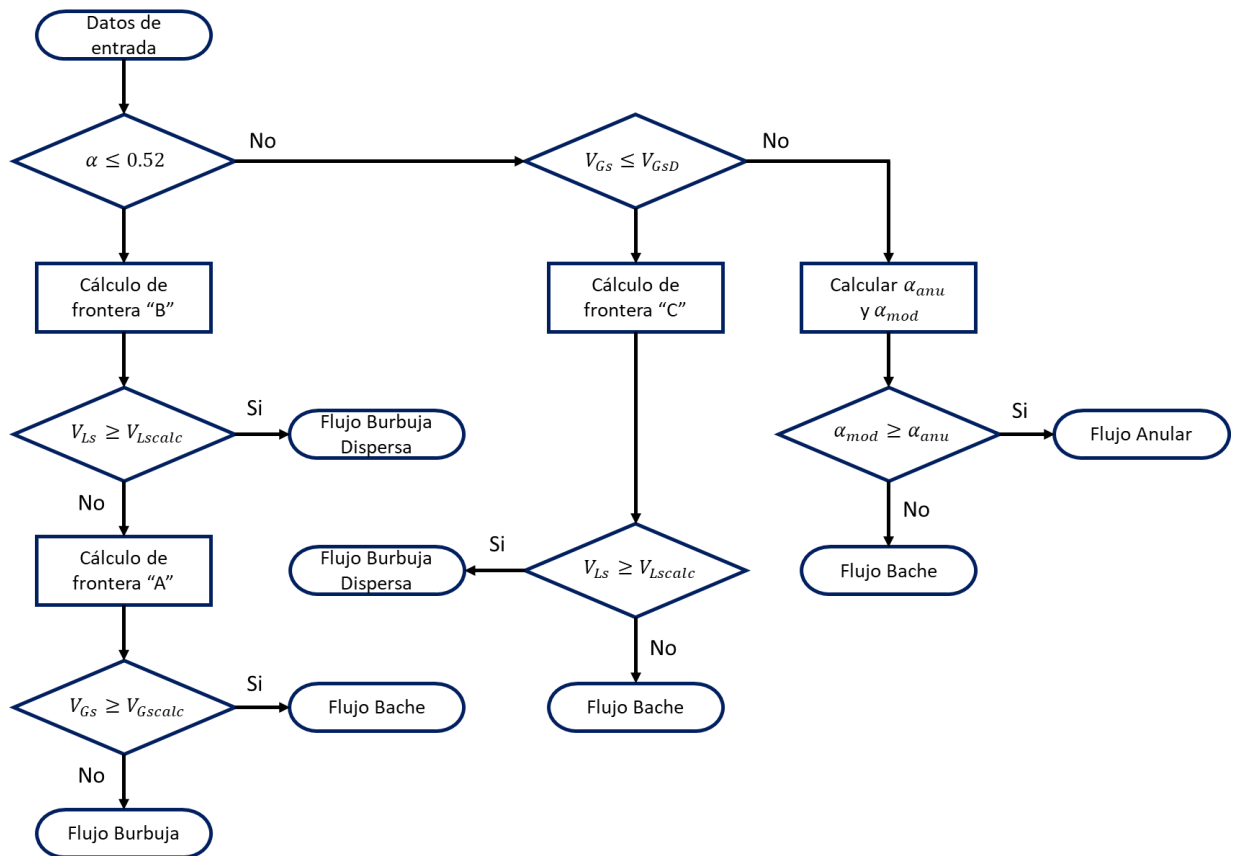 Datos de
entrada
α ≤ 0.52
No
V_Gs ≤ V_GsD
No
Cálculo de
frontera “B”
Cálculo de
frontera “C”
Calcular α_anu
y α_mod
V_Ls ≥ V_Lscalc
Si
Flujo Burbuja
Dispersa
No
α_mod ≥ α_anu
Si
Flujo Anular
No
Cálculo de
frontera “A”
Flujo Burbuja
Dispersa
Si
V_Ls ≥ V_Lscalc
Flujo Bache
No
V_Gs ≥ V_Gscalc
Si
Flujo Bache
Flujo Bache
No
Flujo Burbuja